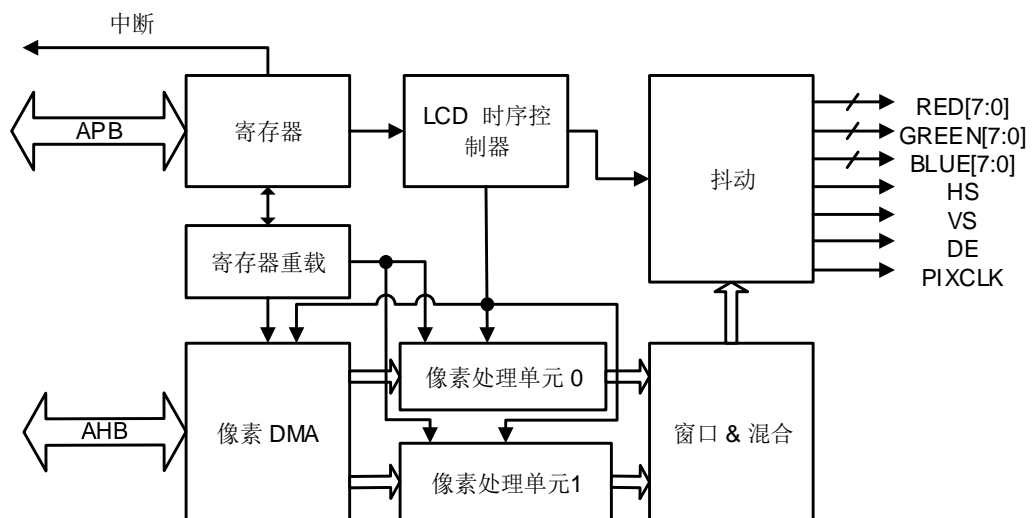 中断
APB
寄存器
LCD 时序控
制器
抖动
RED[7:0]
GREEN[7:0]
BLUE[7:0]
HS
VS
DE
PIXCLK
寄存器重载
AHB
像素 DMA
像素处理单元 0
像素处理单元1
窗口 & 混合